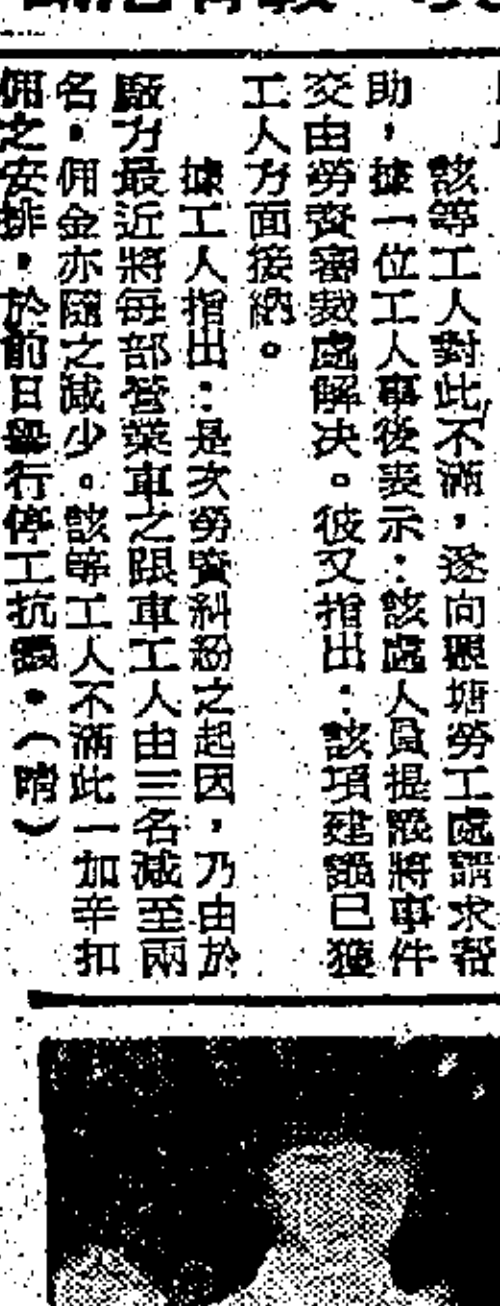 該等工人對此不滿，遂向觀塘勞工處請求帮
助，據一位工人事後表示：該處人員提議將事件
交由勞資審裁處解决。彼又指出：該項建議已獲
工人方面接納。
據工人指出：是次勞資糾紛之起因，乃由於
廠方最近將每部營業車之跟車工人由三名减至兩
名，佣金亦隨之减少。該等工人不滿此一加辛扣
佣之安排，於前日舉行停工抗議。（晴）